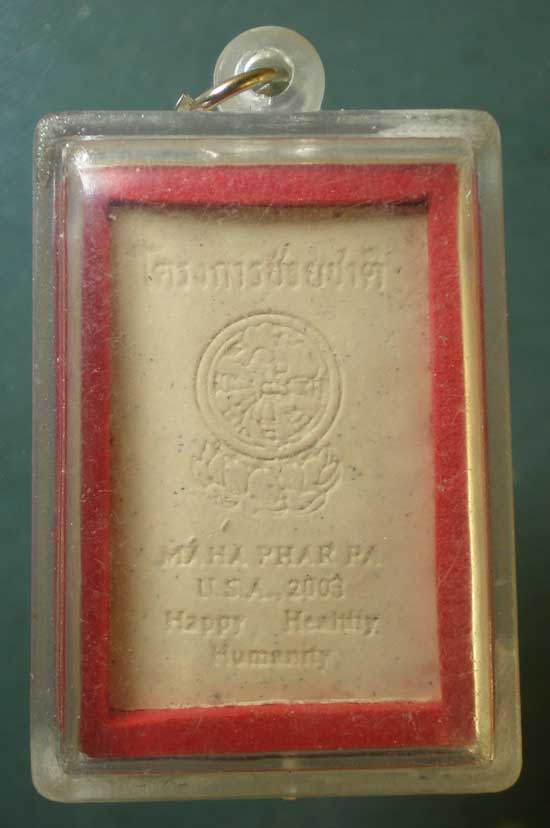 โครงการช่วยชาติ
MAHA PHAR PA
U.S.A., 2003
Happy Healthy
Humanity